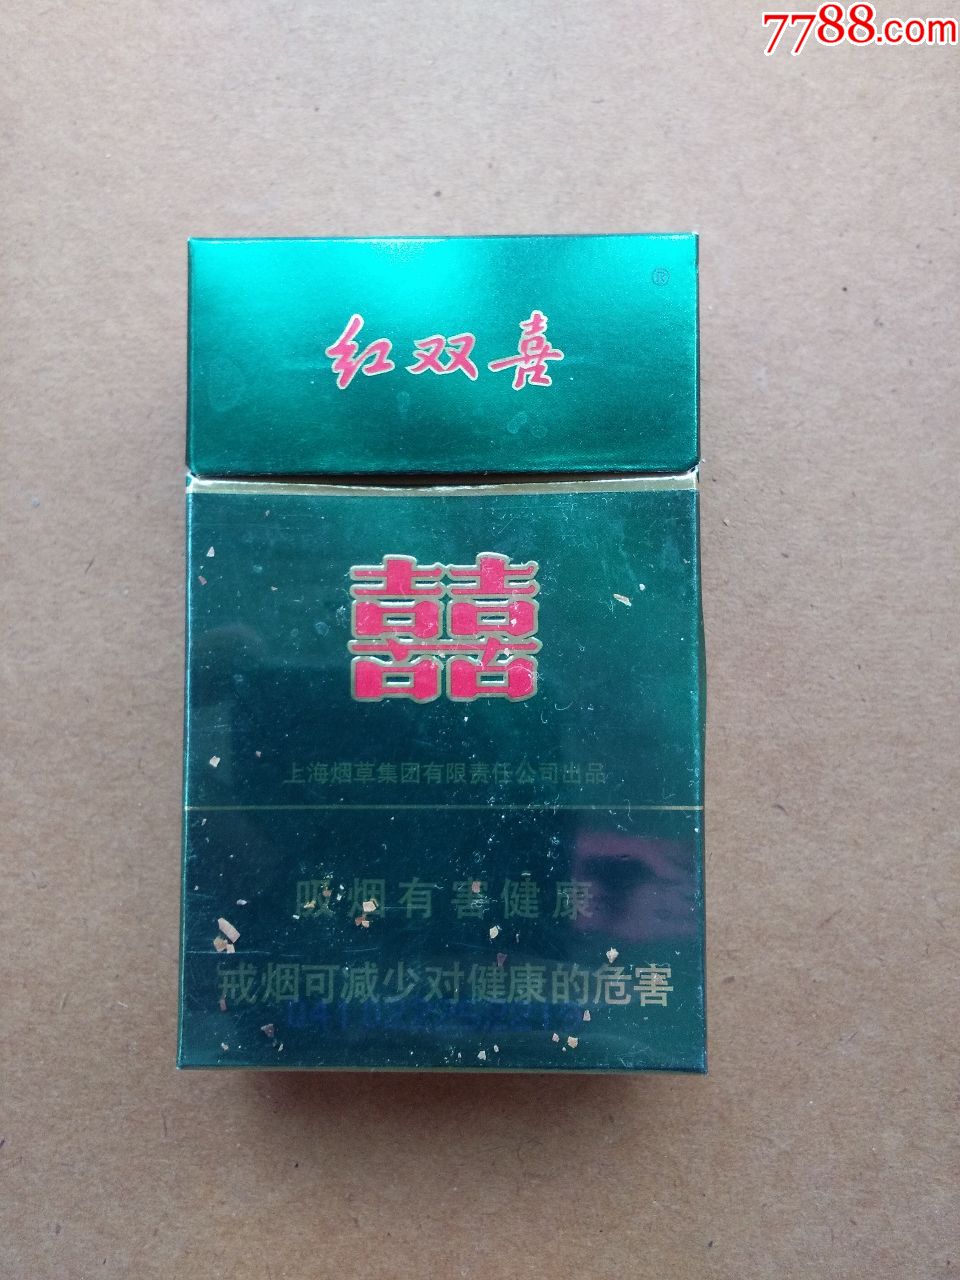 7788.com
®
红双喜
囍
上海烟草集团有限责任公司出品
吸烟有害健康
戒烟可减少对健康的危害